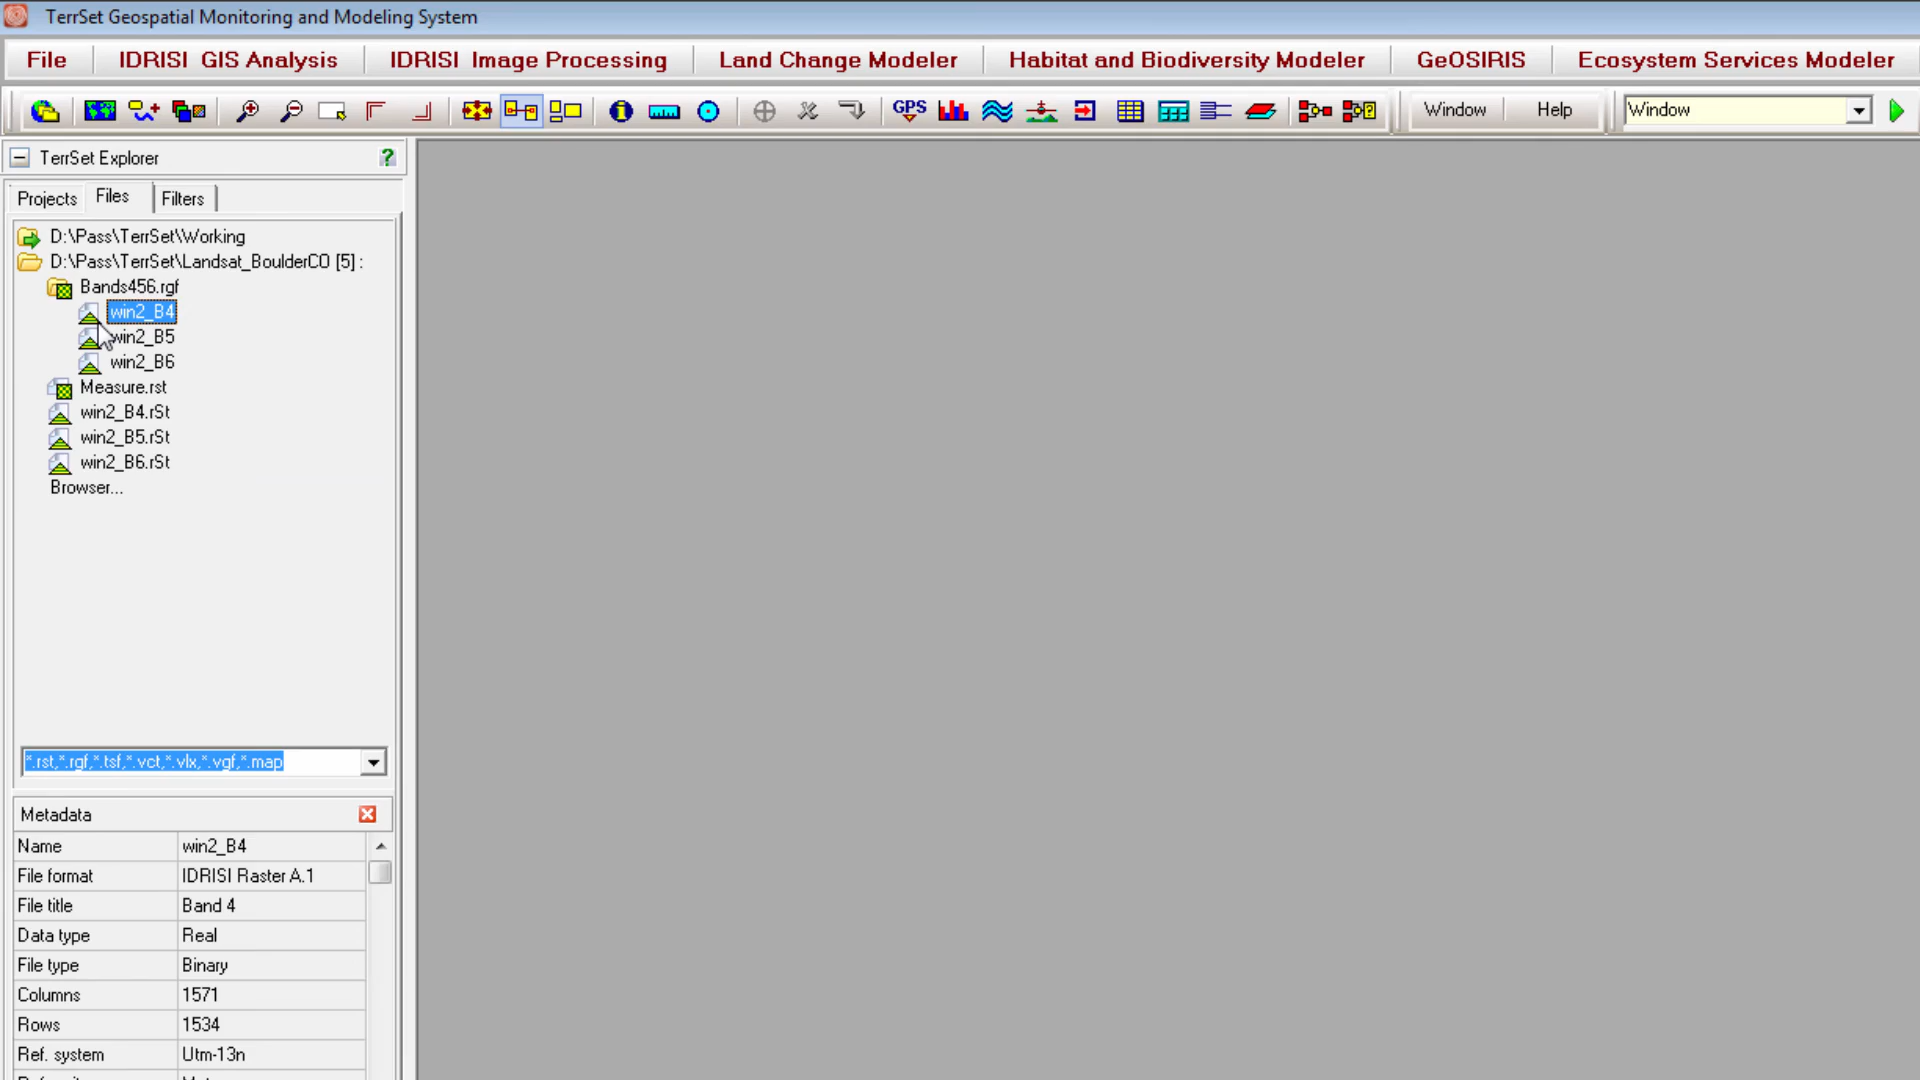 TerrSet Geospatial Monitoring and Modeling System
File IDRISI GIS Analysis IDRISI Image Processing Land Change Modeler Habitat and Biodiversity Modeler GeOSIRIS Ecosystem Services Modeler
GPS Window Help Window
TerrSet Explorer ?
Projects Files Filters
D:\Pass\TerrSet\Working
D:\Pass\TerrSet\Landsat_BoulderCO [5] :
Bands456.rgf
win2_B4
win2_B5
win2_B6
Measure.rst
win2_B4.rSt
win2_B5.rSt
win2_B6.rSt
Browser...
*.rst,*.rgf,*.tsf,*.vct,*.vlx,*.vgf,*.map
Metadata
Name win2_B4
File format IDRISI Raster A.1
File title Band 4
Data type Real
File type Binary
Columns 1571
Rows 1534
Ref. system Utm-13n